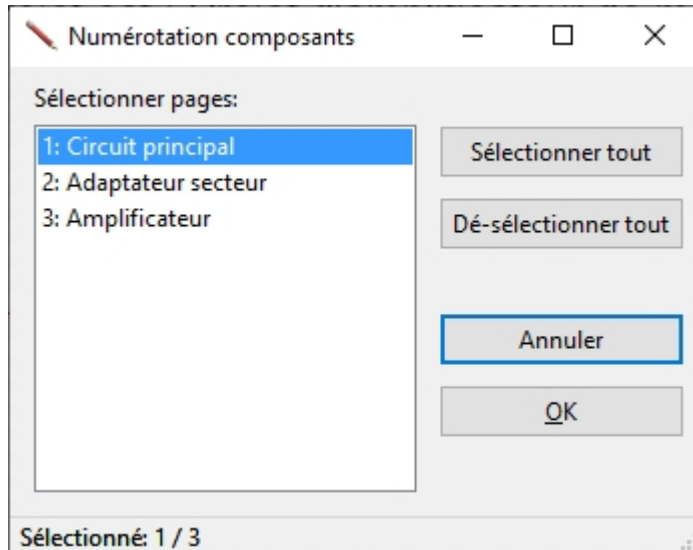 Numérotation composants
Sélectionner pages:
1: Circuit principal
2: Adaptateur secteur
3: Amplificateur
Sélectionner tout
Dé-sélectionner tout
Annuler
OK
Sélectionné: 1 / 3